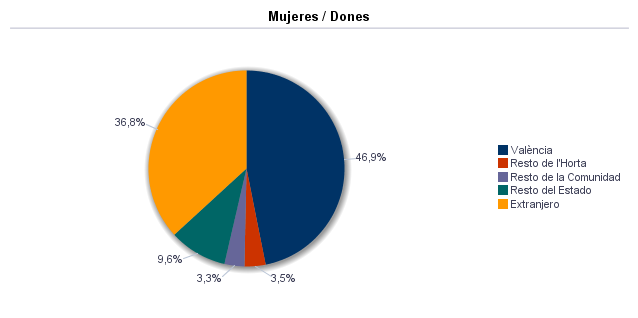 Mujeres / Dones
36,8%
46,9%
9,6%
3,3%
3,5%
València
Resto de l'Horta
Resto de la Comunidad
Resto del Estado
Extranjero